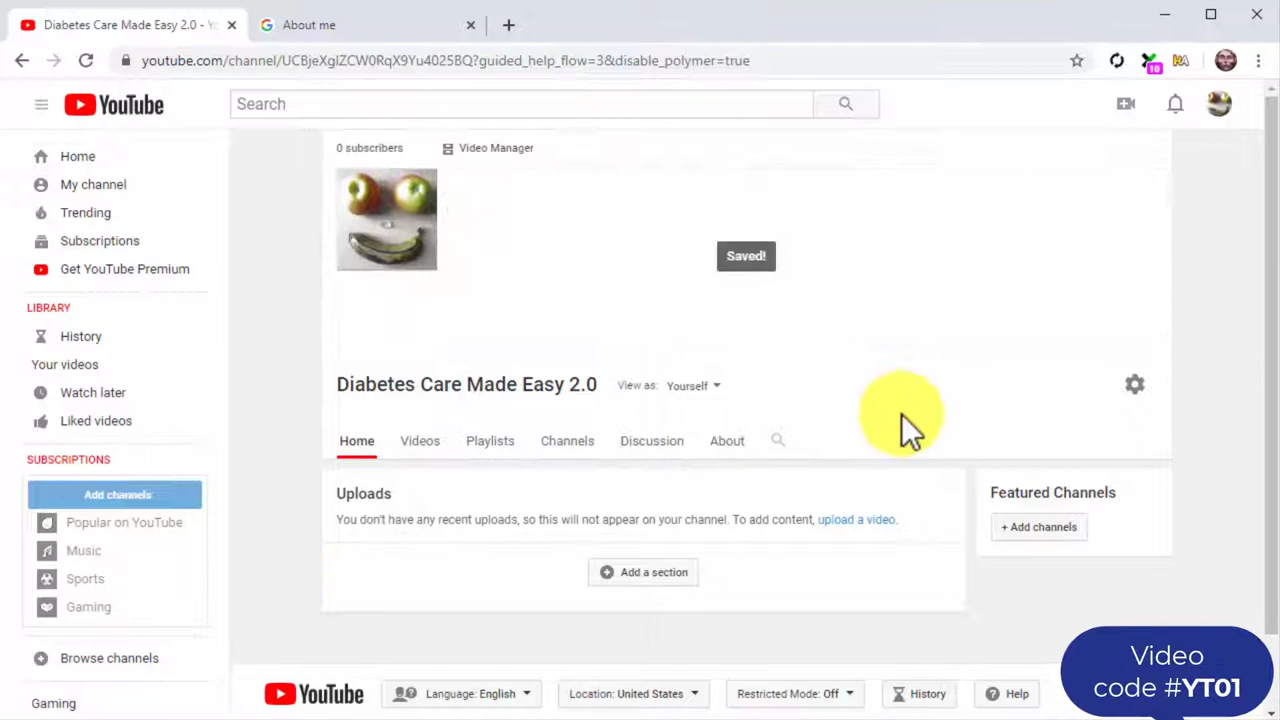 Diabetes Care Made Easy 2.0 - Yo
About me
youtube.com/channel/UCBjeXgIZCW0RqX9Yu4025BQ?guided_help_flow=3&disable_polymer=true
10
YouTube
Search
Home
My channel
Trending
Subscriptions
Get YouTube Premium
LIBRARY
History
Your videos
Watch later
Liked videos
SUBSCRIPTIONS
Add channels
Popular on YouTube
Music
Sports
Gaming
Browse channels
Gaming
0 subscribers
Video Manager
Saved!
Diabetes Care Made Easy 2.0
View as: Yourself
Home
Videos
Playlists
Channels
Discussion
About
Uploads
You don't have any recent uploads, so this will not appear on your channel. To add content, upload a video.
Add a section
Featured Channels
+ Add channels
YouTube
Language: English
Location: United States
Restricted Mode: Off
History
Help
Video
code #YT01